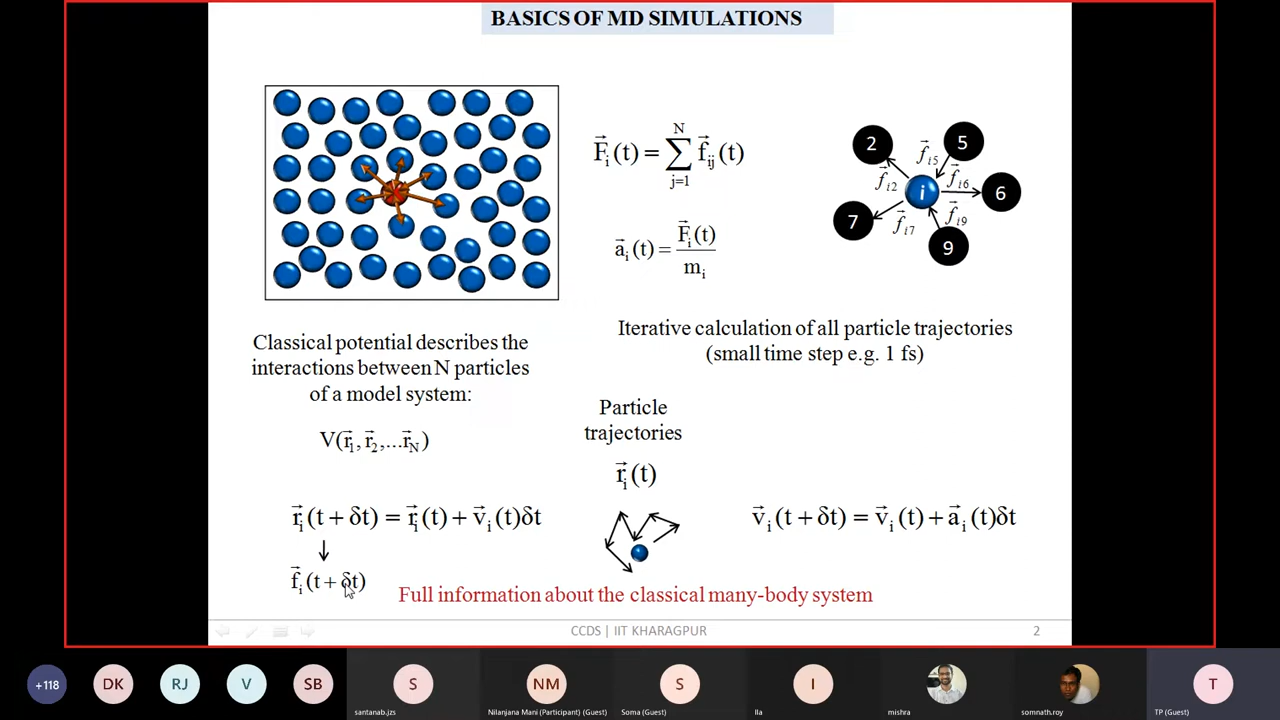 BASICS OF MD SIMULATIONS
F⃗ᵢ(t) = Σ_{j=1}^{N} f⃗ᵢⱼ(t)
a⃗ᵢ(t) = F⃗ᵢ(t) / mᵢ
2
5
i
6
7
9
f⃗ i5
f⃗ i2
f⃗ i6
f⃗ i7
f⃗ i9
Classical potential describes the
interactions between N particles
of a model system:
V(r⃗₁, r⃗₂,...r⃗_N)
Iterative calculation of all particle trajectories
(small time step e.g. 1 fs)
Particle
trajectories
r⃗ᵢ(t)
r⃗ᵢ(t + δt) = r⃗ᵢ(t) + v⃗ᵢ(t)δt
v⃗ᵢ(t + δt) = v⃗ᵢ(t) + a⃗ᵢ(t)δt
f⃗ᵢ(t + δt)
Full information about the classical many-body system
CCDS | IIT KHARAGPUR
2
+118
DK
RJ
V
SB
S
NM
S
I
T
santanab.jzs
Nilanjana Mani (Participant) (Guest)
Soma (Guest)
Ila
mishra
somnath.roy
TP (Guest)